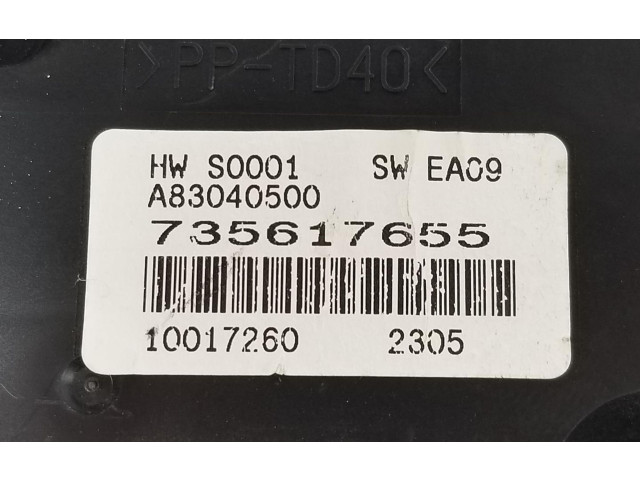 >PP-TD40<
HW S0001 SW EA09
A83040500
735617655
10017260 2305